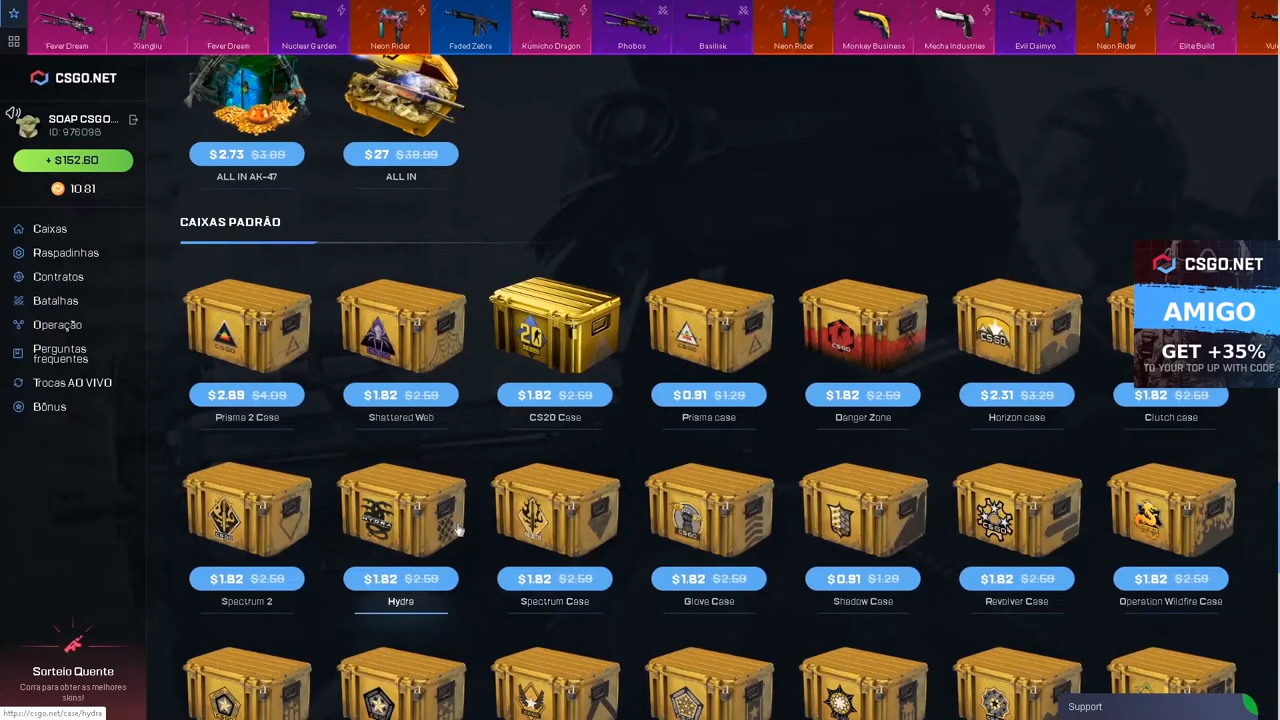 Fever Dream
Xiangliu
Fever Dream
Nuclear Garden
Neon Rider
Faded Zebra
Kumicho Dragon
Phobos
Basilisk
Neon Rider
Monkey Business
Mecha Industries
Evil Daimyo
Neon Rider
Elite Build
CSGO.NET
SOAP CSGO....
ID: 976098
+ $152.60
10.81
Caixas
Raspadinhas
Contratos
Batalhas
Operação
Perguntas
frequentes
Trocas AO VIVO
Bônus
Sorteio Quente
Corra para obter as melhores
skins!
https://csgo.net/case/hydra
$2.73 $3.89
ALL IN AK-47
$27 $38.99
ALL IN
CAIXAS PADRÃO
$2.89 $4.09
Prisma 2 Case
$1.82 $2.59
Shattered Web
$1.82 $2.59
CS20 Case
$0.91 $1.29
Prisma case
$1.82 $2.59
Danger Zone
$2.31 $3.29
Horizon case
$1.82 $2.59
Clutch case
CSGO.NET
AMIGO
GET +35%
TO YOUR TOP UP WITH CODE
$1.82 $2.59
Spectrum 2
$1.82 $2.59
Hydra
$1.82 $2.59
Spectrum Case
$1.82 $2.59
Glove Case
$0.91 $1.29
Shadow Case
$1.82 $2.59
Revolver Case
$1.82 $2.59
Operation Wildfire Case
Support